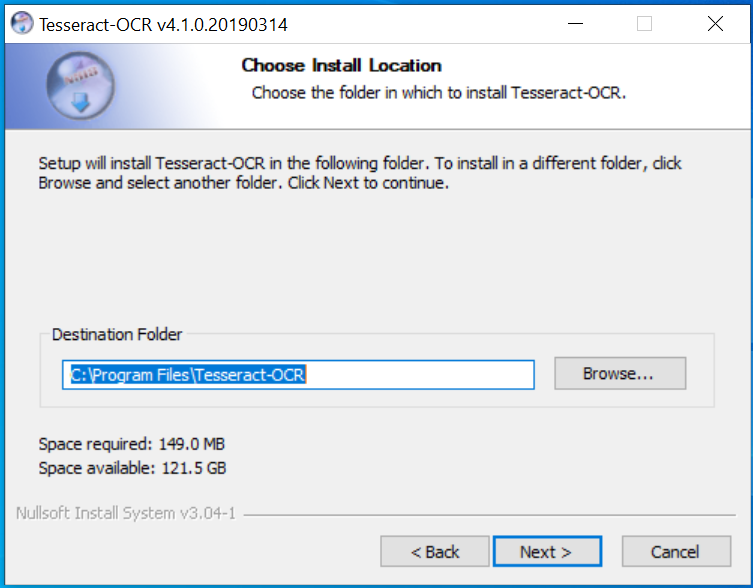 Tesseract-OCR v4.1.0.20190314
Choose Install Location
Choose the folder in which to install Tesseract-OCR.
Setup will install Tesseract-OCR in the following folder. To install in a different folder, click
Browse and select another folder. Click Next to continue.
Destination Folder
C:\Program Files\Tesseract-OCR
Browse...
Space required: 149.0 MB
Space available: 121.5 GB
Nullsoft Install System v3.04-1
< Back
Next >
Cancel